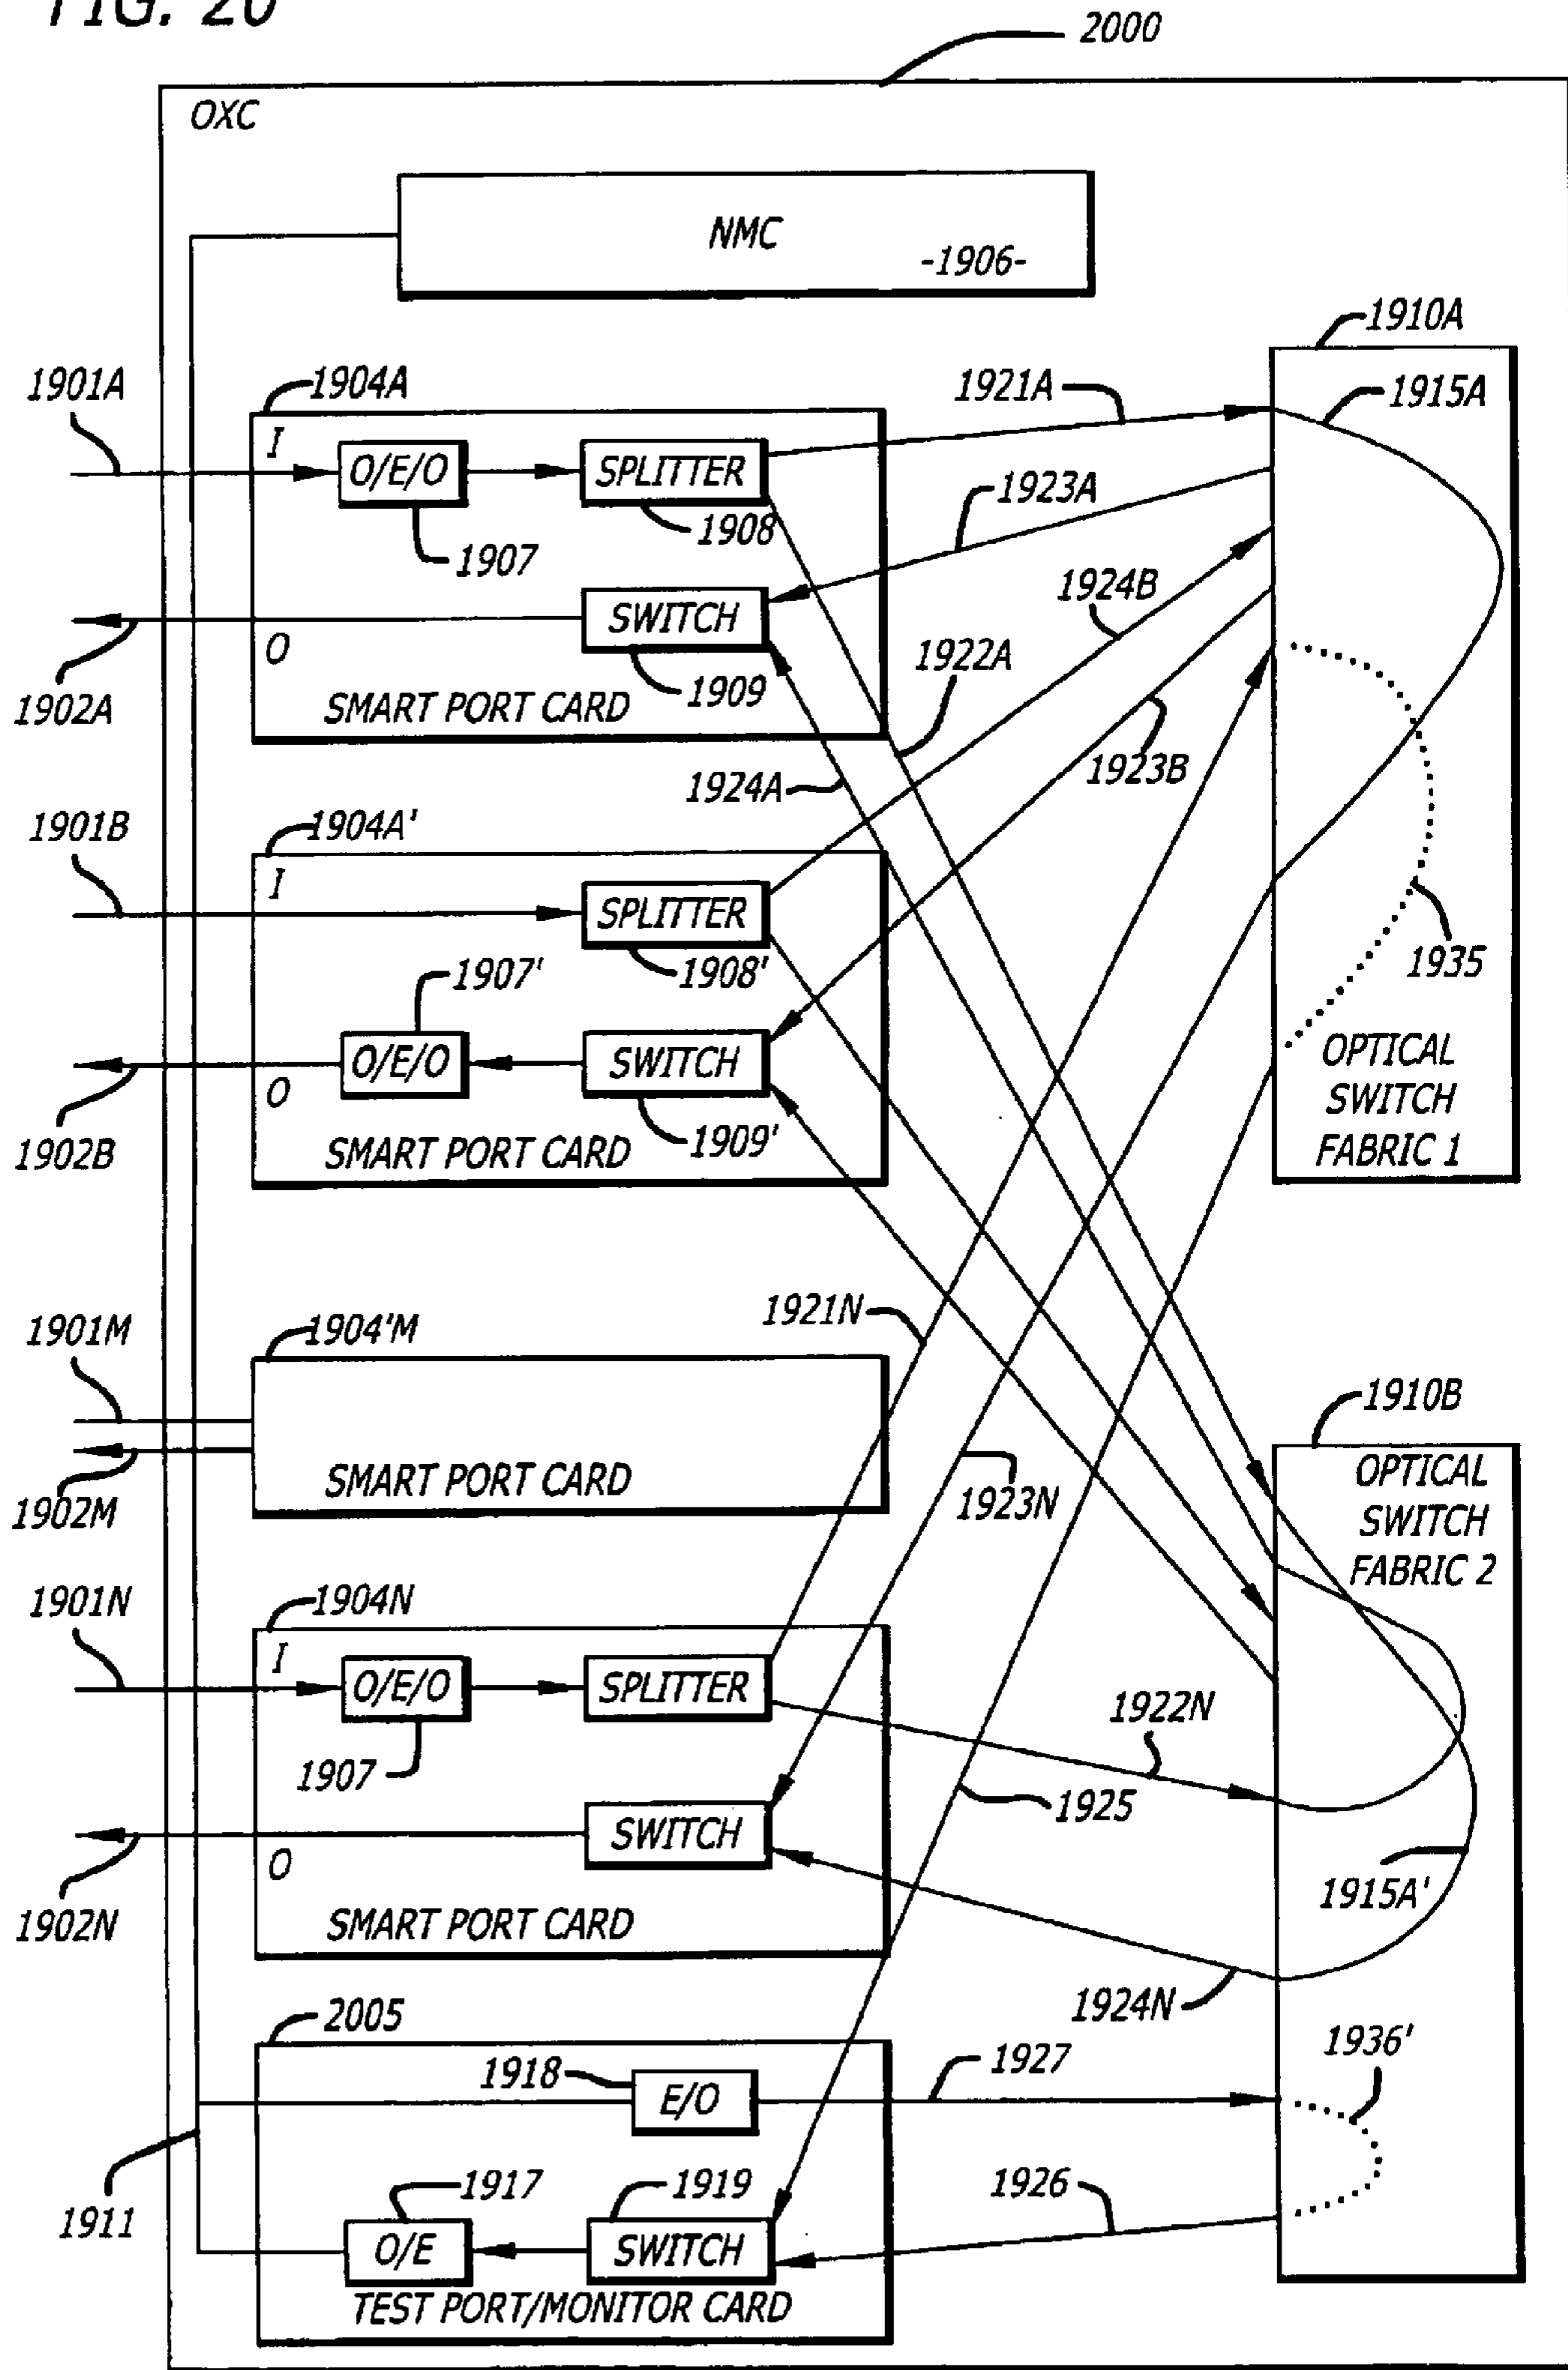 FIG. 20
2000
OXC
NMC
-1906-
1910A
1901A
1904A
1921A
1915A
I
O/E/O
SPLITTER
1923A
1908
1907
1924B
SWITCH
O
1922A
1902A
1909
SMART PORT CARD
1923B
1924A
1901B
1904A'
I
SPLITTER
1935
1907'
1908'
O/E/O
SWITCH
OPTICAL
SWITCH
FABRIC 1
O
1902B
1909'
SMART PORT CARD
1921N
1901M
1904'M
1910B
SMART PORT CARD
OPTICAL
SWITCH
FABRIC 2
1902M
1923N
1901N
1904N
I
O/E/O
SPLITTER
1922N
1907
1925
SWITCH
O
1915A'
1902N
SMART PORT CARD
1924N
2005
1936'
1918
1927
E/O
1917
1919
1926
1911
O/E
SWITCH
TEST PORT/MONITOR CARD